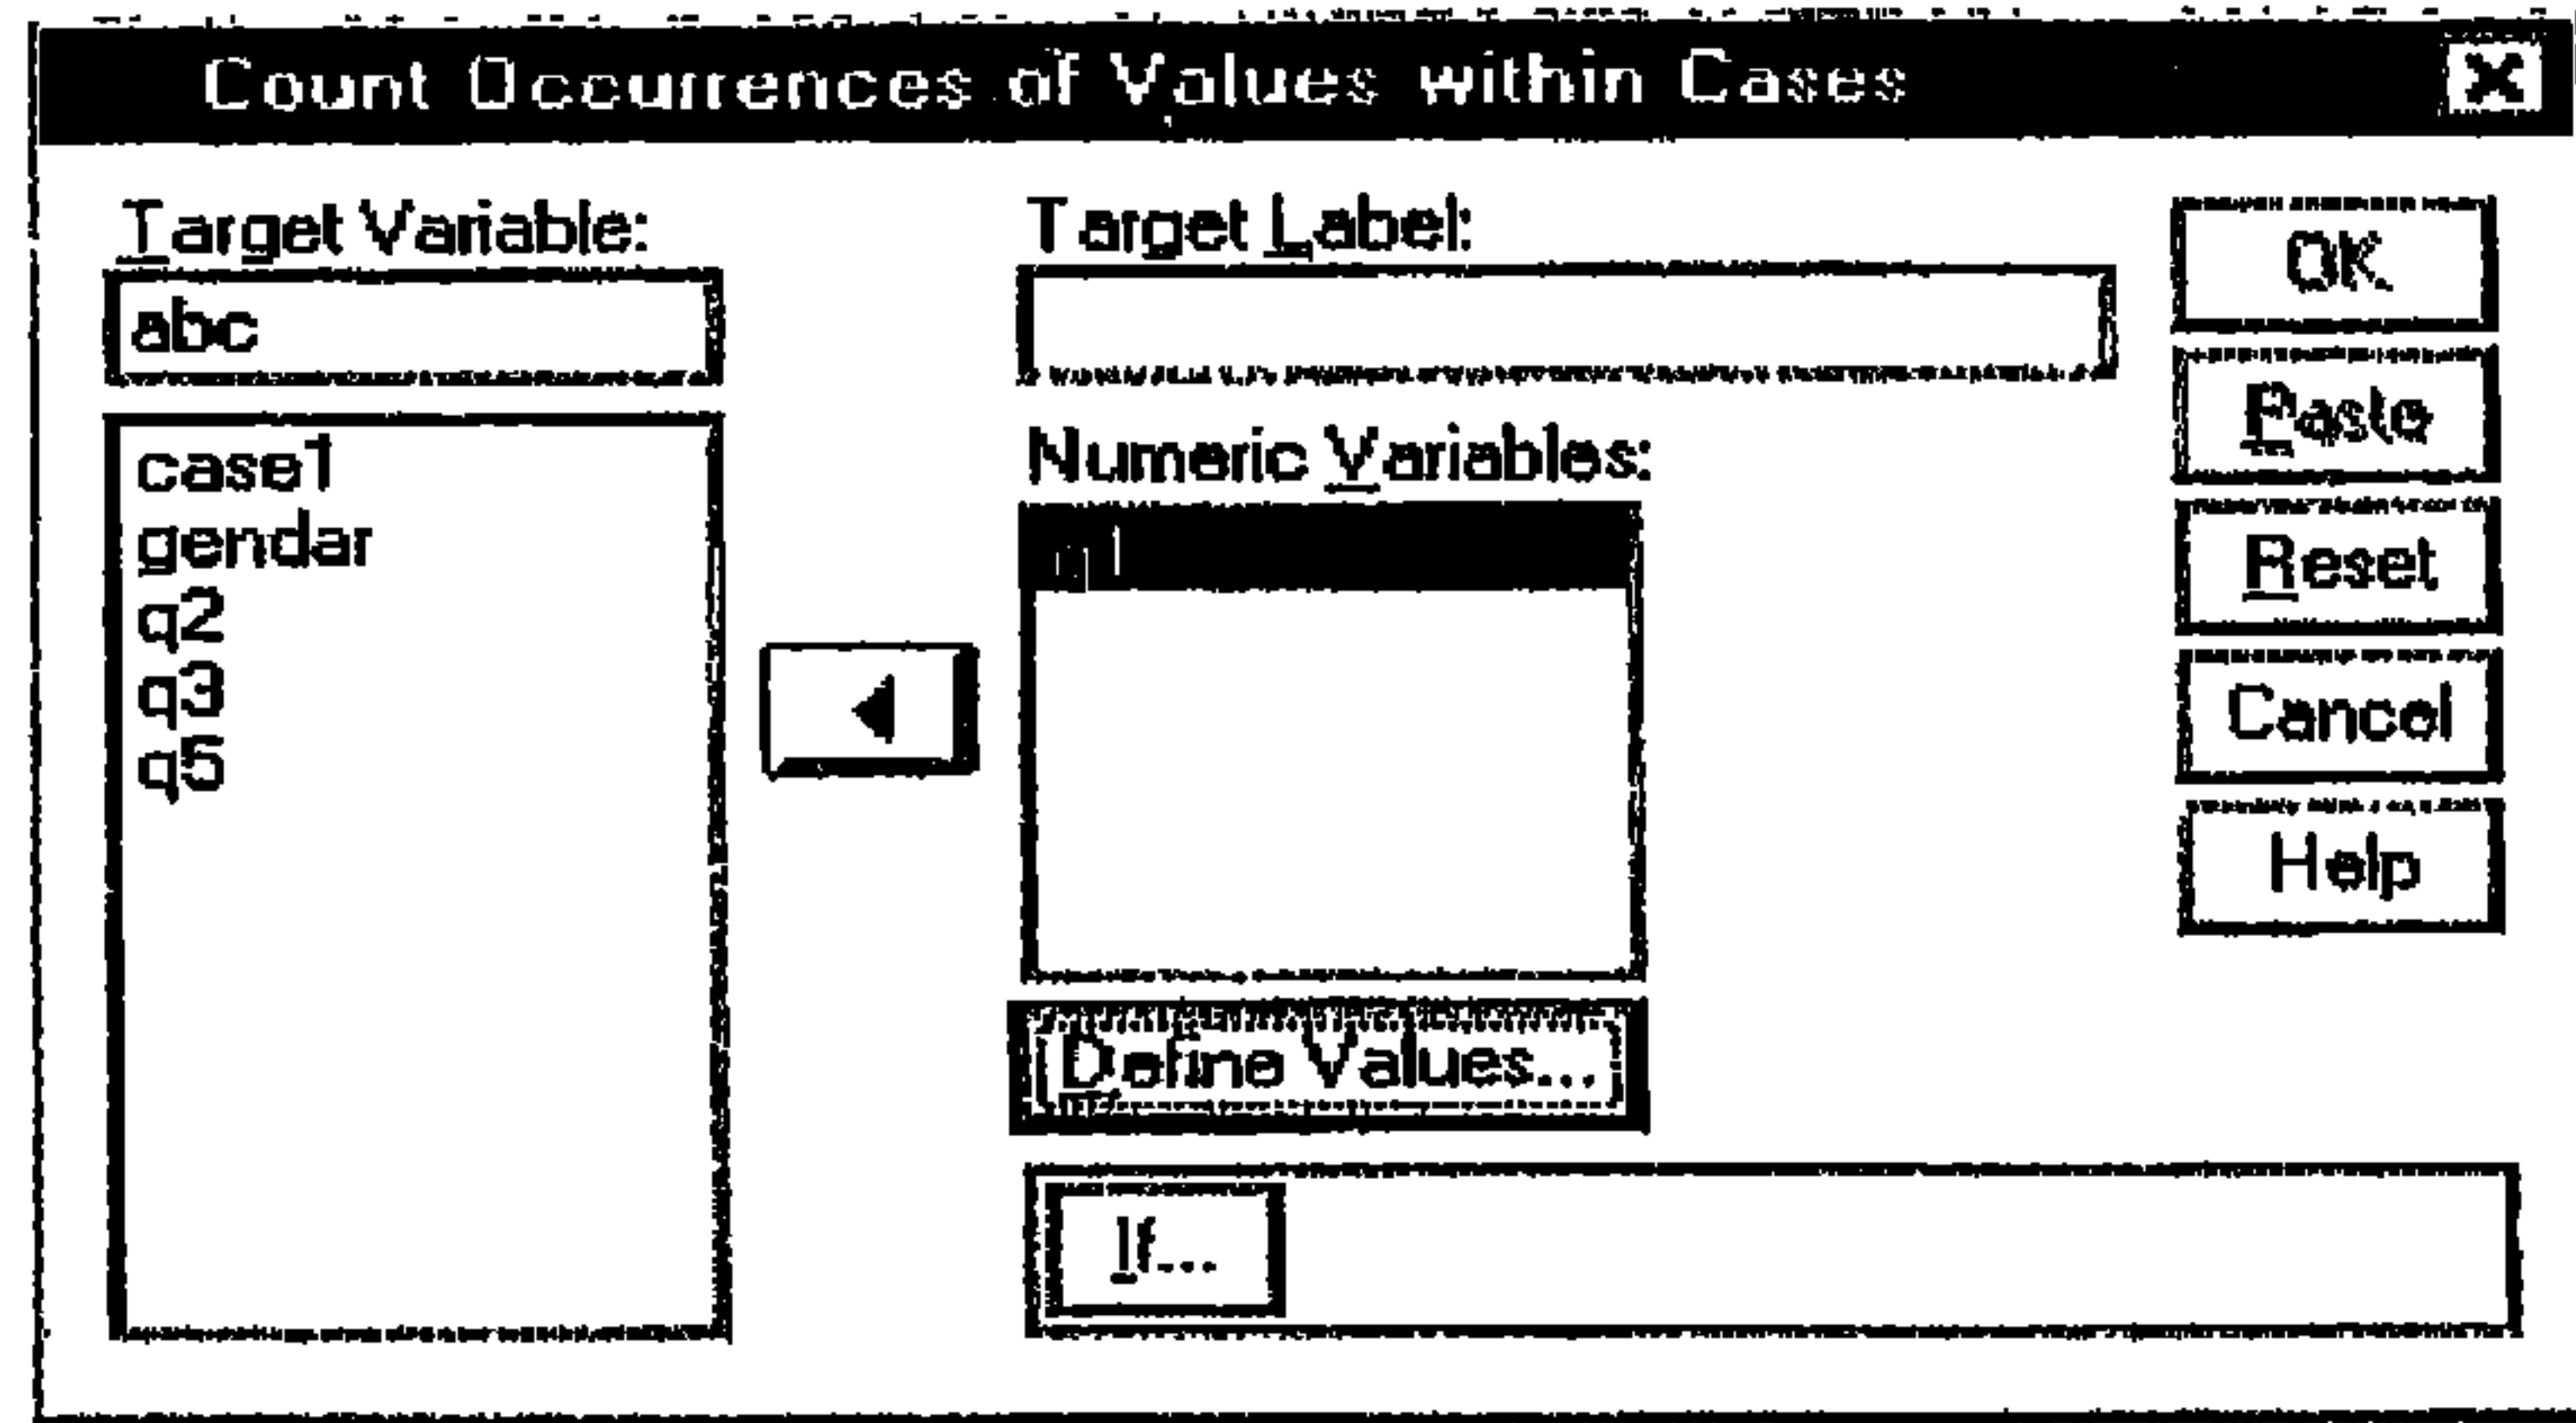 Count Occurrences of Values within Cases
Target Variable:
abc
case1
gendar
q2
q3
q5
Target Label:
Numeric Variables:
q1
Define Values...
If...
OK
Paste
Reset
Cancel
Help